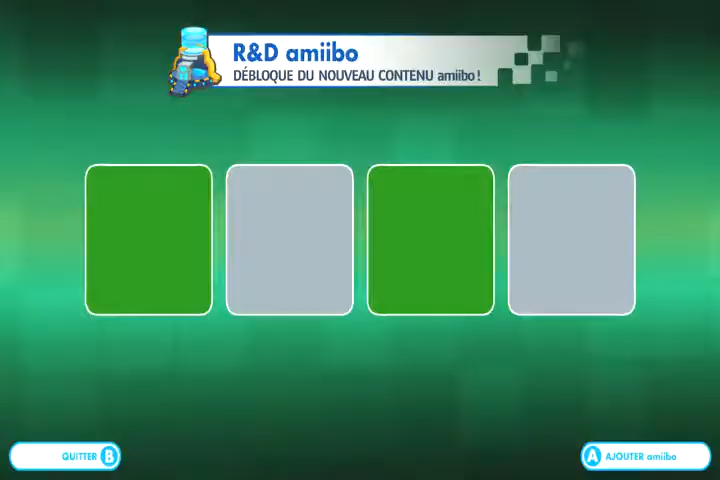 R&D amiibo
DÉBLOQUE DU NOUVEAU CONTENU amiibo !
QUITTER B
A AJOUTER amiibo